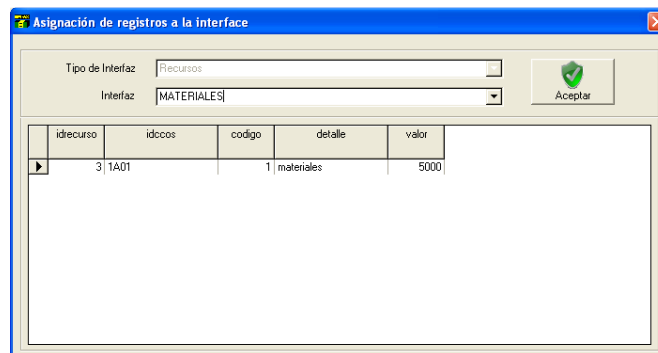 Asignación de registros a la interface
Tipo de Interfaz Recursos
Interfaz MATERIALES
Aceptar
idrecurso idccos codigo detalle valor
3 1A01 1 materiales 5000